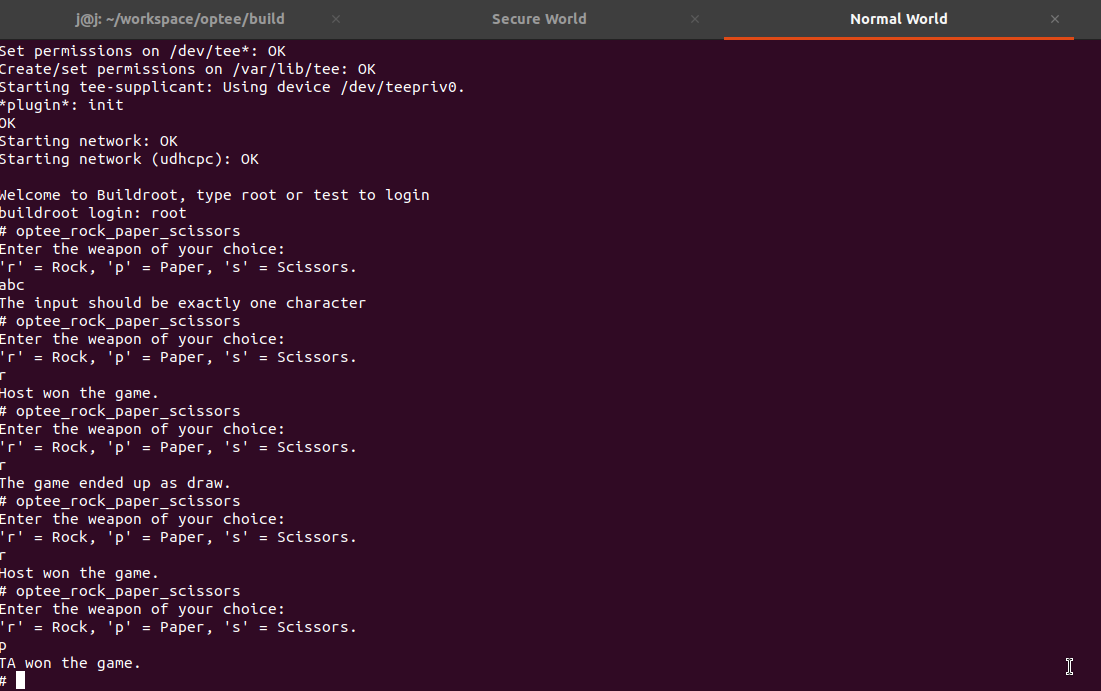 j@j: ~/workspace/optee/build × Secure World × Normal World ×
Set permissions on /dev/tee*: OK
Create/set permissions on /var/lib/tee: OK
Starting tee-supplicant: Using device /dev/teepriv0.
*plugin*: init
OK
Starting network: OK
Starting network (udhcpc): OK
Welcome to Buildroot, type root or test to login
buildroot login: root
# optee_rock_paper_scissors
Enter the weapon of your choice:
'r' = Rock, 'p' = Paper, 's' = Scissors.
abc
The input should be exactly one character
# optee_rock_paper_scissors
Enter the weapon of your choice:
'r' = Rock, 'p' = Paper, 's' = Scissors.
r
Host won the game.
# optee_rock_paper_scissors
Enter the weapon of your choice:
'r' = Rock, 'p' = Paper, 's' = Scissors.
r
The game ended up as draw.
# optee_rock_paper_scissors
Enter the weapon of your choice:
'r' = Rock, 'p' = Paper, 's' = Scissors.
r
Host won the game.
# optee_rock_paper_scissors
Enter the weapon of your choice:
'r' = Rock, 'p' = Paper, 's' = Scissors.
p
TA won the game.
#